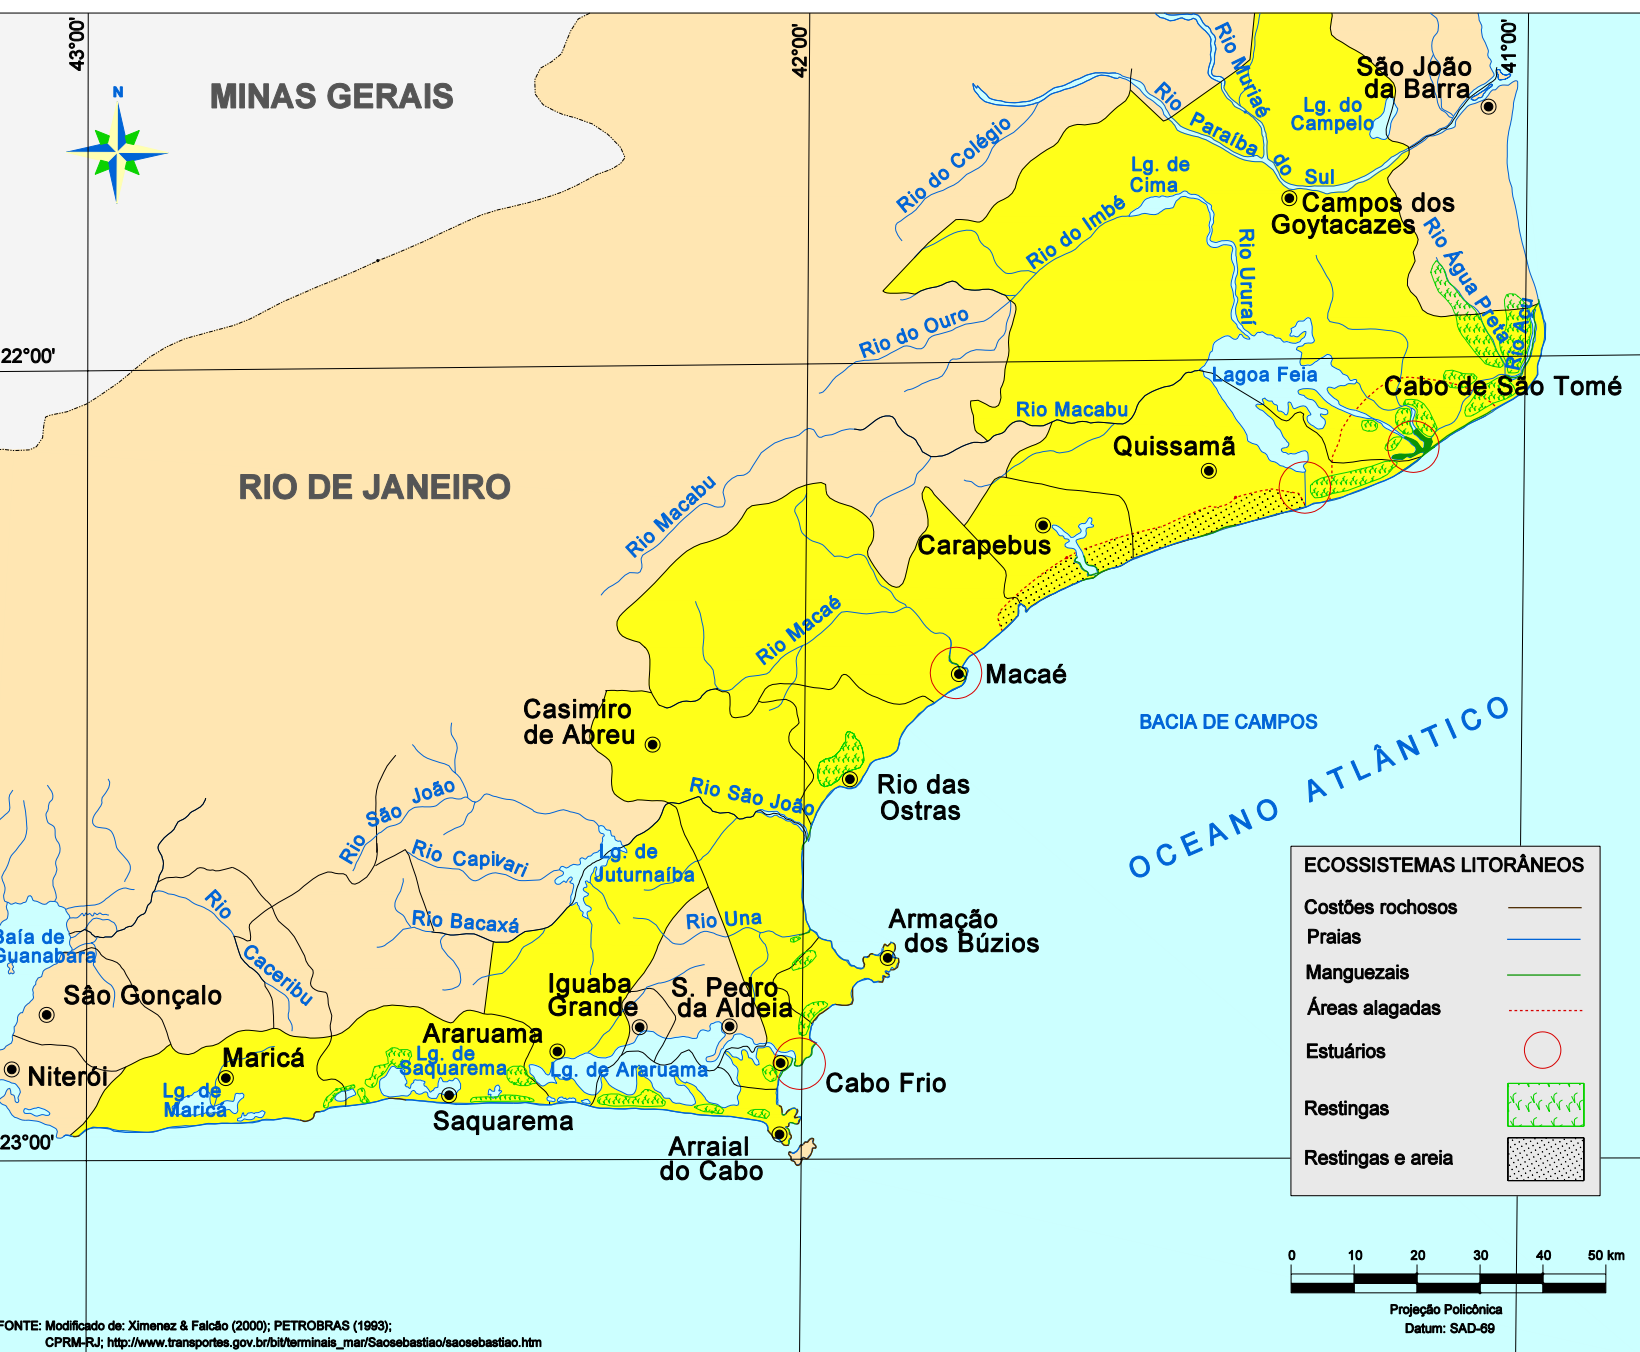 43°00'
42°00'
41°00'
N
MINAS GERAIS
São João
da Barra
Rio Muriaé
Lg. do
Campelo
Rio Paraíba do Sul
Rio do Colégio
Lg. de
Cima
Campos dos
Goytacazes
Rio do Imbé
Rio Ururaí
Rio Água Preta
Rio Açu
Rio do Ouro
22°00'
Lagoa Feia
Cabo de São Tomé
Rio Macabu
Quissamã
RIO DE JANEIRO
Rio Macabu
Carapebus
Rio Macaé
Macaé
Casimiro
de Abreu
BACIA DE CAMPOS
OCEANO ATLÂNTICO
Rio São João
Rio das
Ostras
Rio São João
Rio Capivari
Lg. de
Juturnaíba
Rio Bacaxá
Rio Una
Armação
dos Búzios
Rio Caceribu
Baía de
Guanabara
São Gonçalo
Iguaba
Grande
S. Pedro
da Aldeia
Araruama
Niterói
Maricá
Lg. de
Saquarema
Lg. de Araruama
Lg. de
Maricá
Cabo Frio
Saquarema
23°00'
Arraial
do Cabo
ECOSSISTEMAS LITORÂNEOS
Costões rochosos
Praias
Manguezais
Áreas alagadas
Estuários
Restingas
Restingas e areia
0 10 20 30 40 50 km
Projeção Policônica
Datum: SAD-69
FONTE: Modificado de: Ximenez & Falcão (2000); PETROBRAS (1993);
CPRM-RJ; http://www.transportes.gov.br/bit/terminais_mar/Saosebastiao/saosebastiao.htm